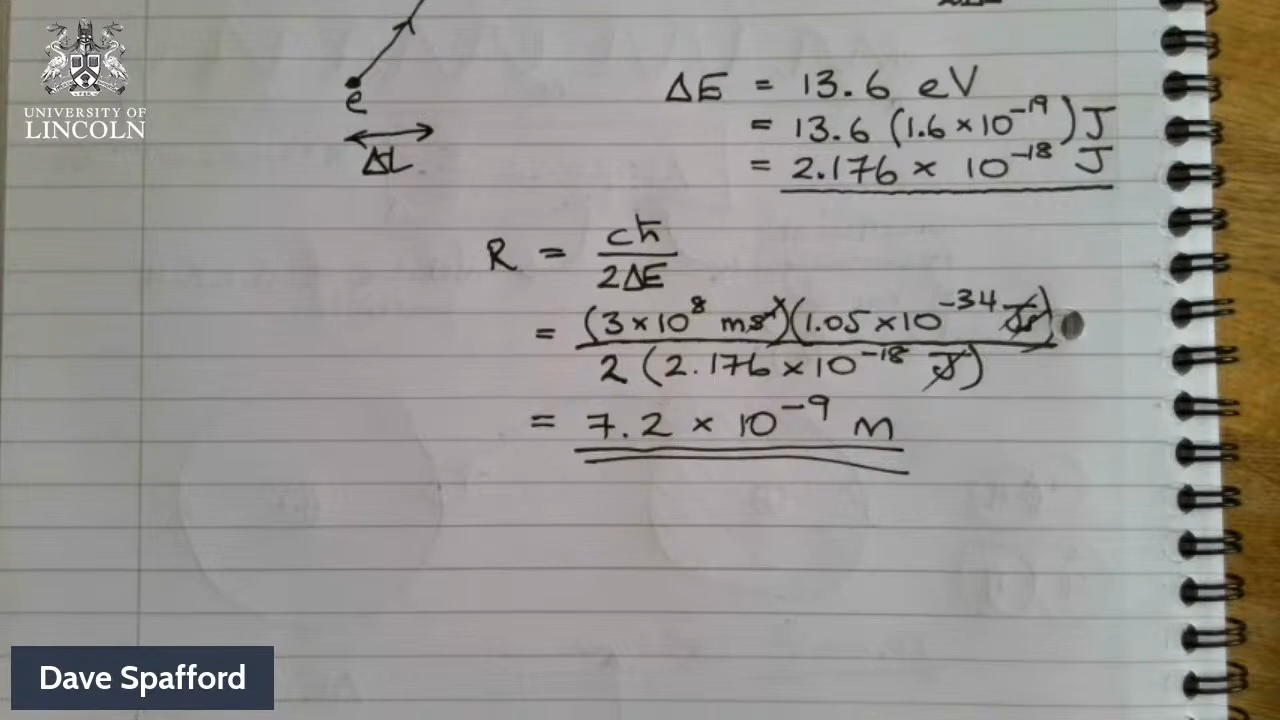 UNIVERSITY OF
LINCOLN
e
ΔL
ΔE = 13.6 eV
= 13.6 (1.6 × 10⁻¹⁹) J
= 2.176 × 10⁻¹⁸ J
R = cħ
2ΔE
= (3 × 10⁸ ms⁻¹)(1.05 × 10⁻³⁴ Js)
2 (2.176 × 10⁻¹⁸ J)
= 7.2 × 10⁻⁹ m
Dave Spafford